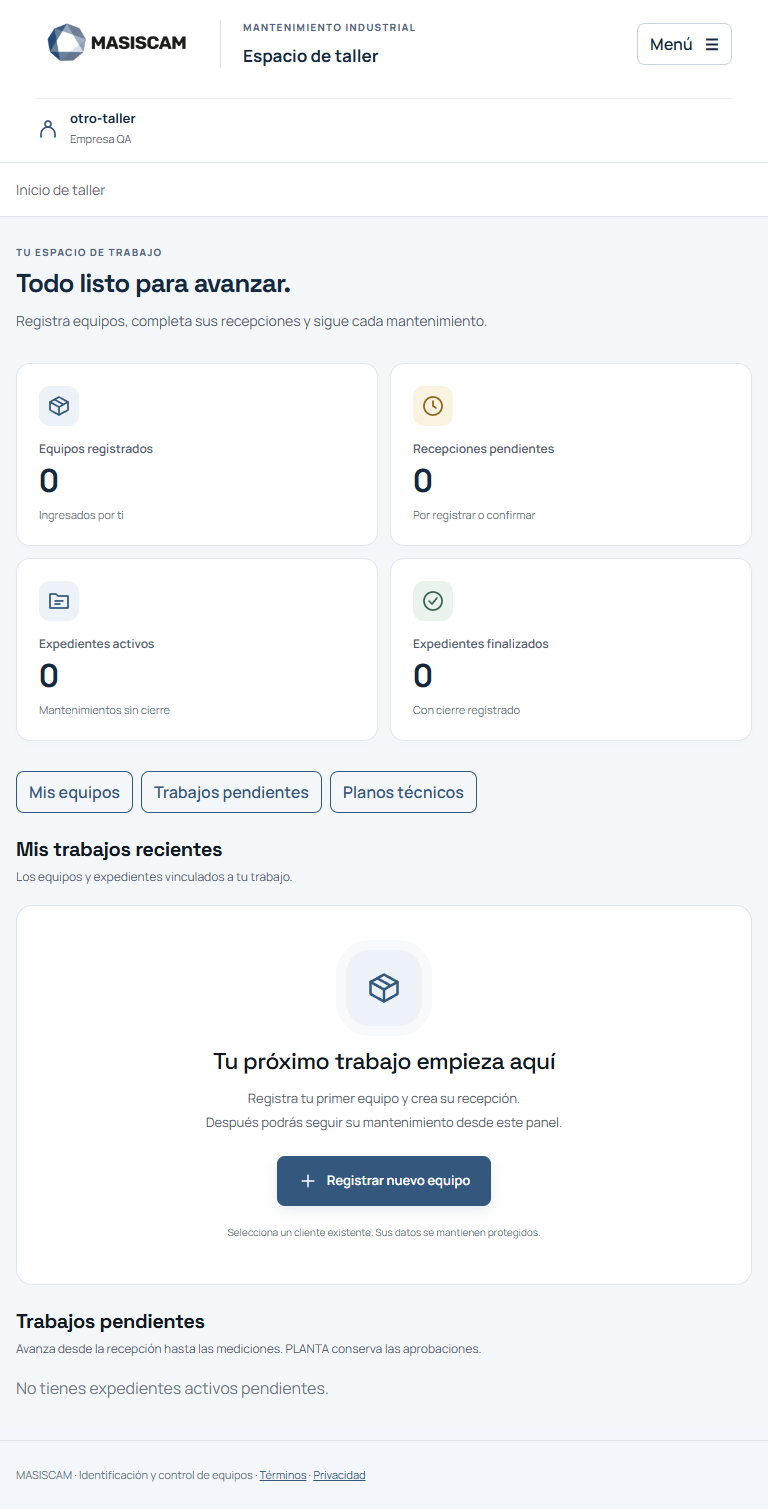 MASISCAM
MANTENIMIENTO INDUSTRIAL
Espacio de taller
Menú ☰
otro-taller
Empresa QA
Inicio de taller
TU ESPACIO DE TRABAJO
Todo listo para avanzar.
Registra equipos, completa sus recepciones y sigue cada mantenimiento.
Equipos registrados
0
Ingresados por ti
Recepciones pendientes
0
Por registrar o confirmar
Expedientes activos
0
Mantenimientos sin cierre
Expedientes finalizados
0
Con cierre registrado
Mis equipos
Trabajos pendientes
Planos técnicos
Mis trabajos recientes
Los equipos y expedientes vinculados a tu trabajo.
Tu próximo trabajo empieza aquí
Registra tu primer equipo y crea su recepción.
Después podrás seguir su mantenimiento desde este panel.
Registrar nuevo equipo
Selecciona un cliente existente. Sus datos se mantienen protegidos.
Trabajos pendientes
Avanza desde la recepción hasta las mediciones. PLANTA conserva las aprobaciones.
No tienes expedientes activos pendientes.
MASISCAM · Identificación y control de equipos · Términos · Privacidad